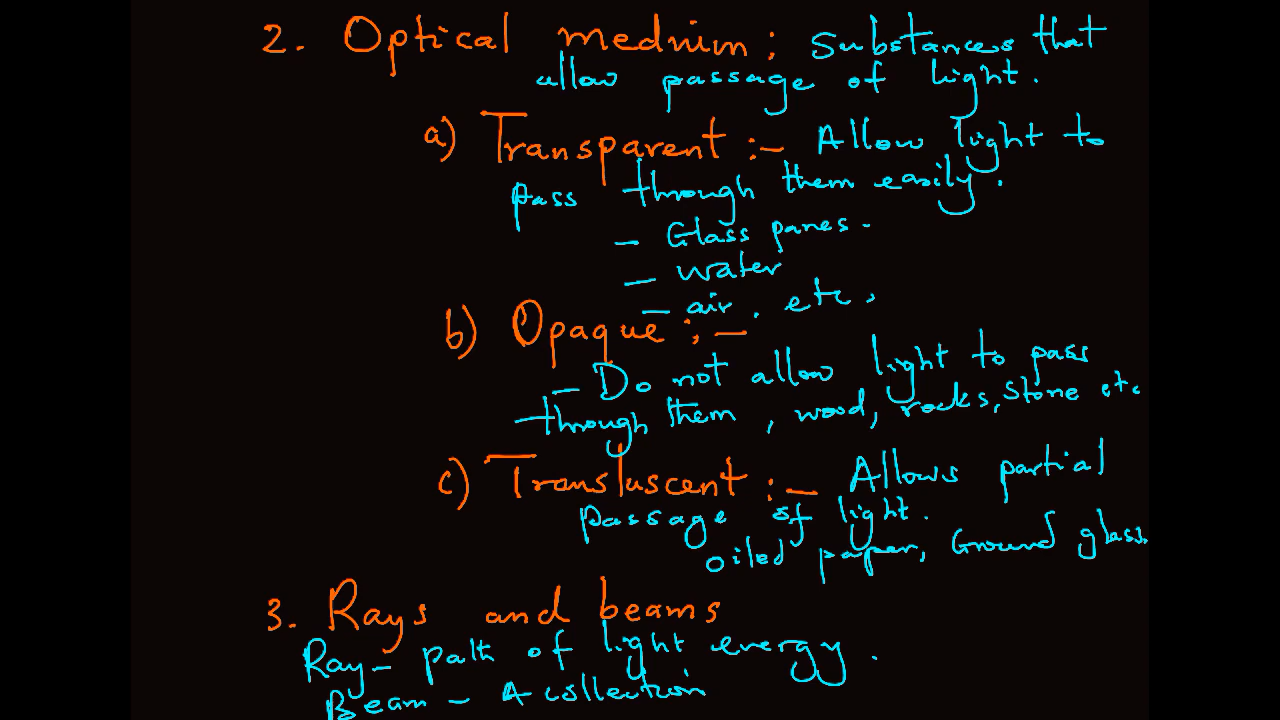 2. Optical mednim : Substances that
allow passage of light.
a) Transparent :- Allow light to
pass through them easily.
- Glass panes.
- water
- air, etc,
b) Opaque : -
- Do not allow light to pass
through them, wood, rocks, stone etc
c) Transluscent :- Allows partial
passage of light.
oiled paper, Ground glass.
3. Rays and beams
Ray- path of light energy.
Beam - A collection